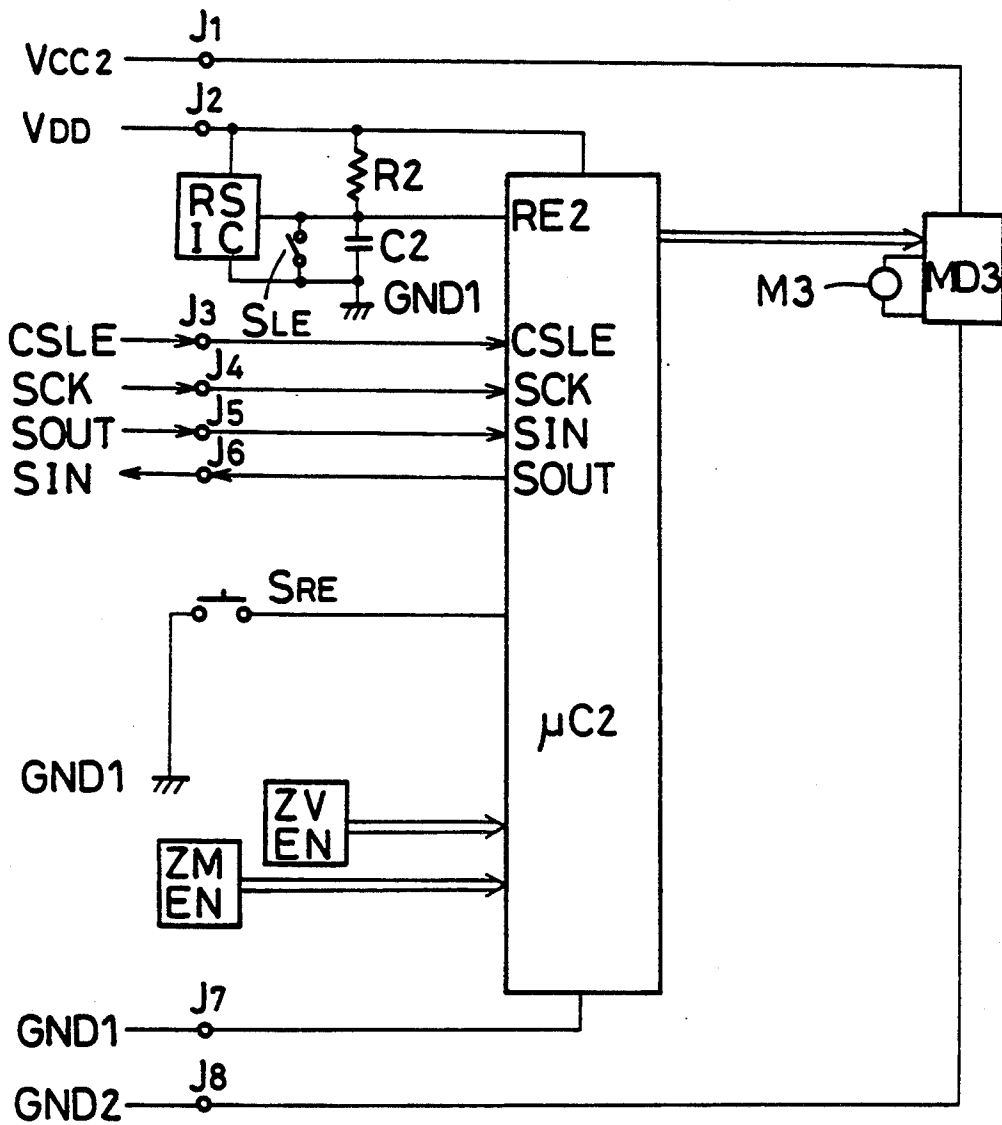 J1
VCC2
J2
VDD
RS
IC
R2
RE2
C2
SLE
GND1
M3
MD3
J3
CSLE
CSLE
J4
SCK
SCK
J5
SOUT
SIN
J6
SIN
SOUT
SRE
μC2
GND1
ZV
EN
ZM
EN
J7
GND1
J8
GND2